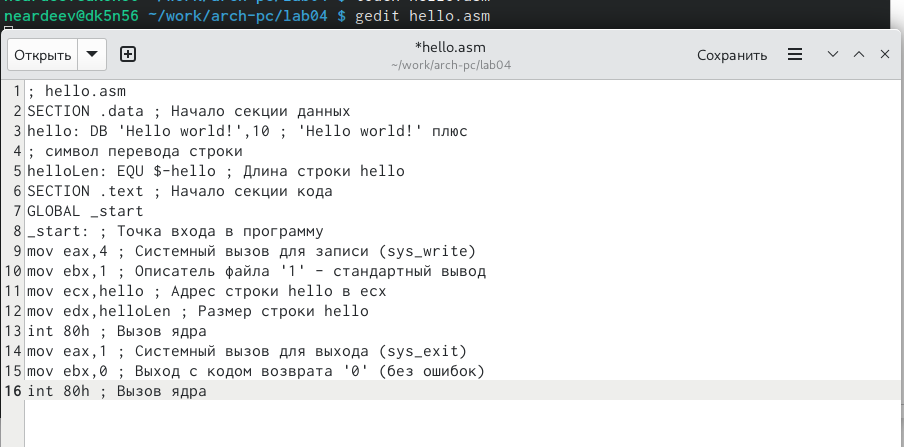 neardeev@dk5n56 ~/work/arch-pc/lab04 $ gedit hello.asm
Открыть
*hello.asm
~/work/arch-pc/lab04
Сохранить
1 ; hello.asm
2 SECTION .data ; Начало секции данных
3 hello: DB 'Hello world!',10 ; 'Hello world!' плюс
4 ; символ перевода строки
5 helloLen: EQU $-hello ; Длина строки hello
6 SECTION .text ; Начало секции кода
7 GLOBAL _start
8 _start: ; Точка входа в программу
9 mov eax,4 ; Системный вызов для записи (sys_write)
10 mov ebx,1 ; Описатель файла '1' - стандартный вывод
11 mov ecx,hello ; Адрес строки hello в ecx
12 mov edx,helloLen ; Размер строки hello
13 int 80h ; Вызов ядра
14 mov eax,1 ; Системный вызов для выхода (sys_exit)
15 mov ebx,0 ; Выход с кодом возврата '0' (без ошибок)
16 int 80h ; Вызов ядра